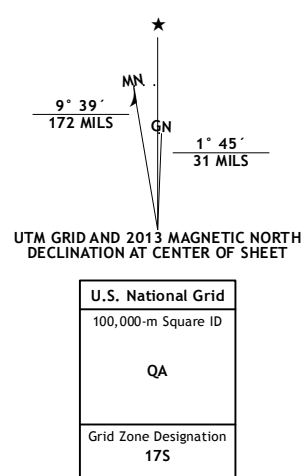 MN
GN
9° 39´
172 MILS
1° 45´
31 MILS
UTM GRID AND 2013 MAGNETIC NORTH
DECLINATION AT CENTER OF SHEET
U.S. National Grid
100,000-m Square ID
QA
Grid Zone Designation
17S